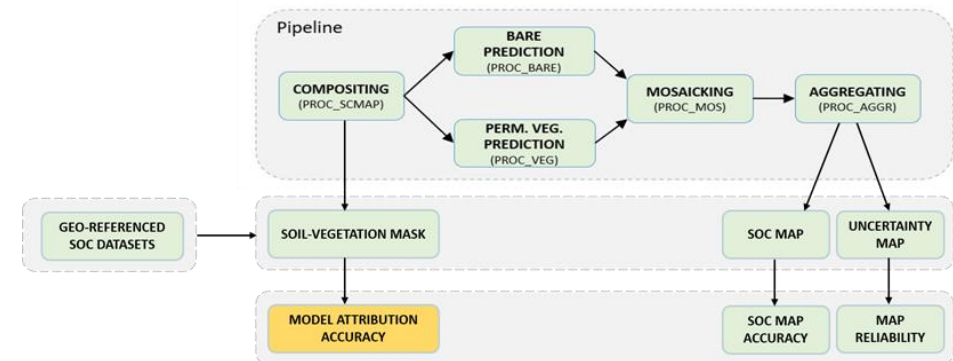 Pipeline
BARE
PREDICTION
(PROC_BARE)
COMPOSITING
(PROC_SCMAP)
MOSAICKING
(PROC_MOS)
AGGREGATING
(PROC_AGGR)
PERM. VEG.
PREDICTION
(PROC_VEG)
GEO-REFERENCED
SOC DATASETS
SOIL-VEGETATION MASK
SOC MAP
UNCERTAINTY
MAP
MODEL ATTRIBUTION
ACCURACY
SOC MAP
ACCURACY
MAP
RELIABILITY